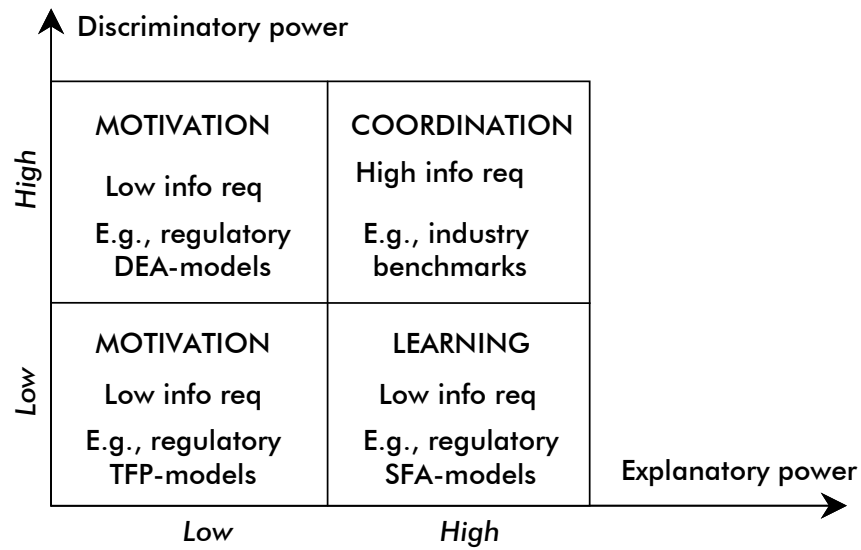 Discriminatory power
High
MOTIVATION
Low info req
E.g., regulatory
DEA-models
COORDINATION
High info req
E.g., industry
benchmarks
Low
MOTIVATION
Low info req
E.g., regulatory
TFP-models
LEARNING
Low info req
E.g., regulatory
SFA-models
Explanatory power
Low
High